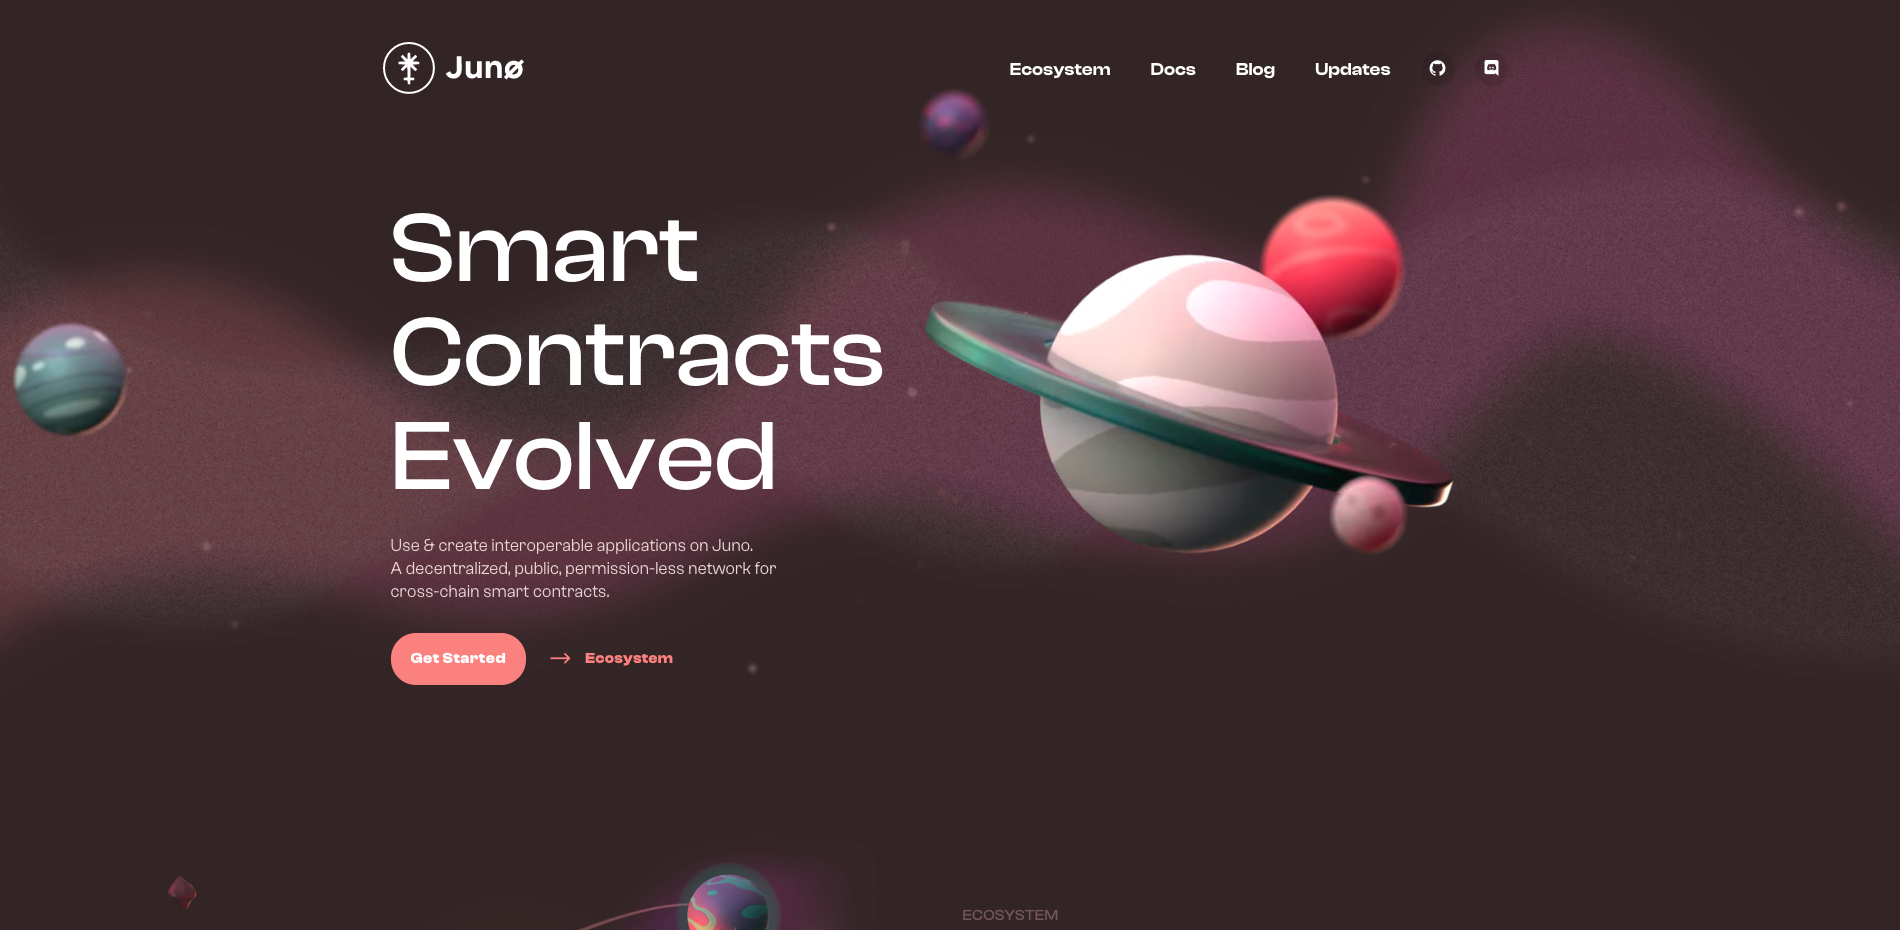 Junø
Ecosystem
Docs
Blog
Updates
Smart
Contracts
Evolved
Use & create interoperable applications on Juno.
A decentralized, public, permission-less network for
cross-chain smart contracts.
Get Started
Ecosystem
ECOSYSTEM